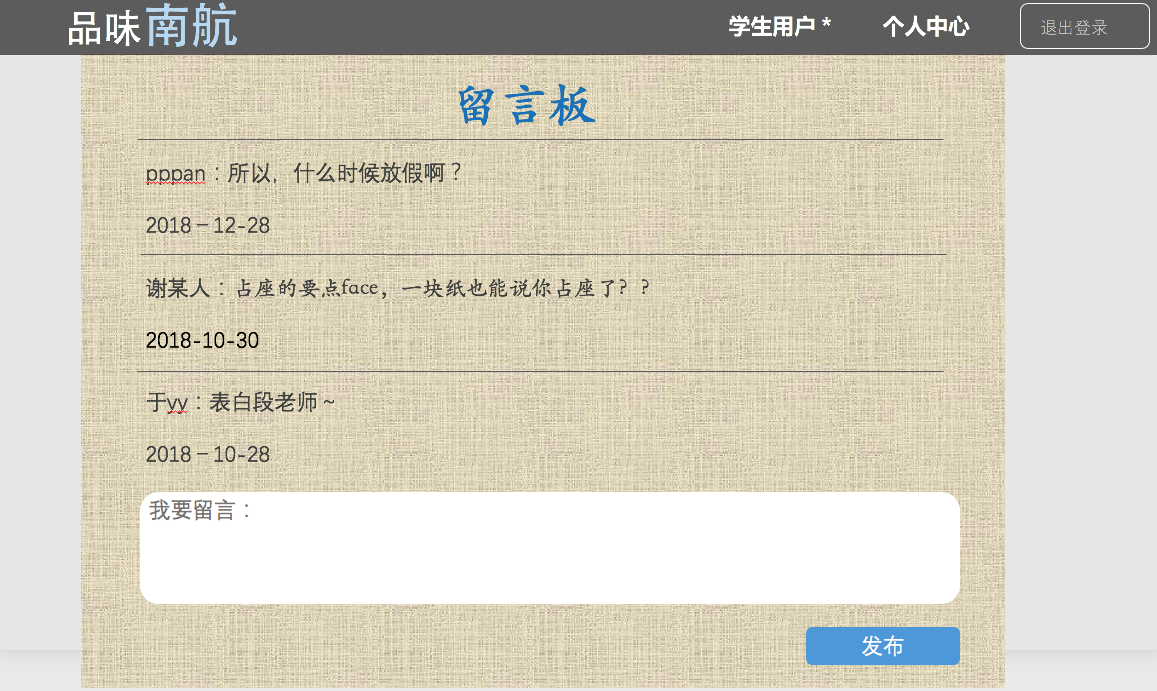 品味南航 学生用户 * 个人中心 退出登录
留言板
pppan：所以，什么时候放假啊？
2018－12-28
谢某人：占座的要点face，一块纸也能说你占座了？？
2018-10-30
于yy：表白段老师～
2018－10-28
我要留言：
发布